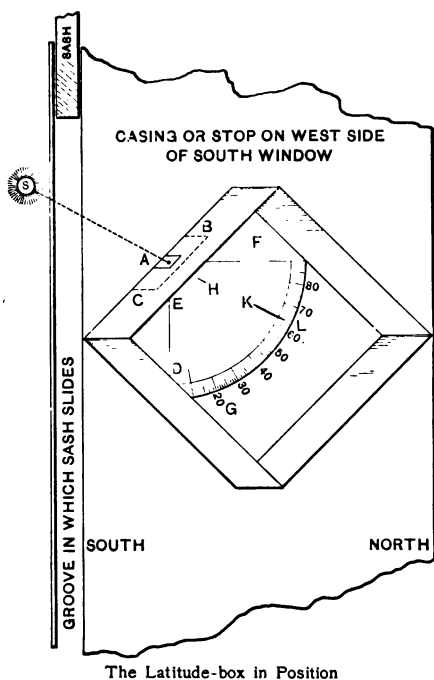 SASH
CASING OR STOP ON WEST SIDE
OF SOUTH WINDOW
S
B
A
F
C
E
H
K
L
80
70
60
50
40
30
20
D
G
GROOVE IN WHICH SASH SLIDES
SOUTH
NORTH
The Latitude-box in Position